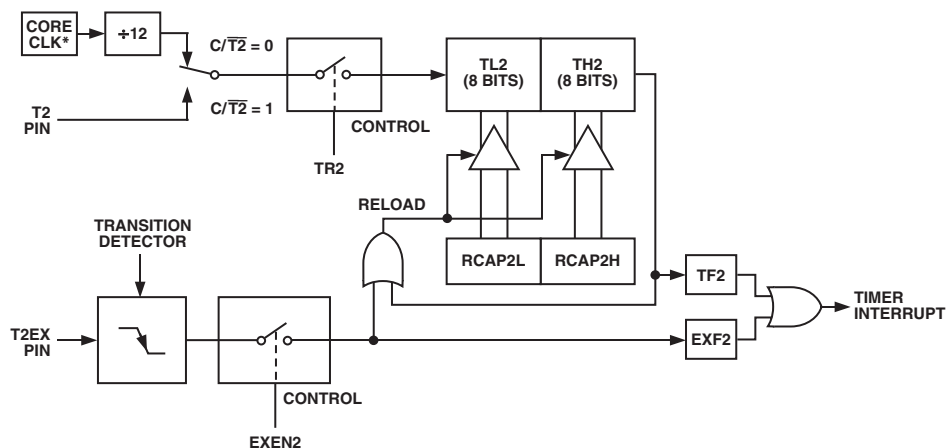 CORE
CLK*
÷12
C/T2̅ = 0
C/T2̅ = 1
T2
PIN
CONTROL
TR2
TL2
(8 BITS)
TH2
(8 BITS)
RELOAD
TRANSITION
DETECTOR
RCAP2L
RCAP2H
TF2
TIMER
INTERRUPT
T2EX
PIN
EXF2
CONTROL
EXEN2